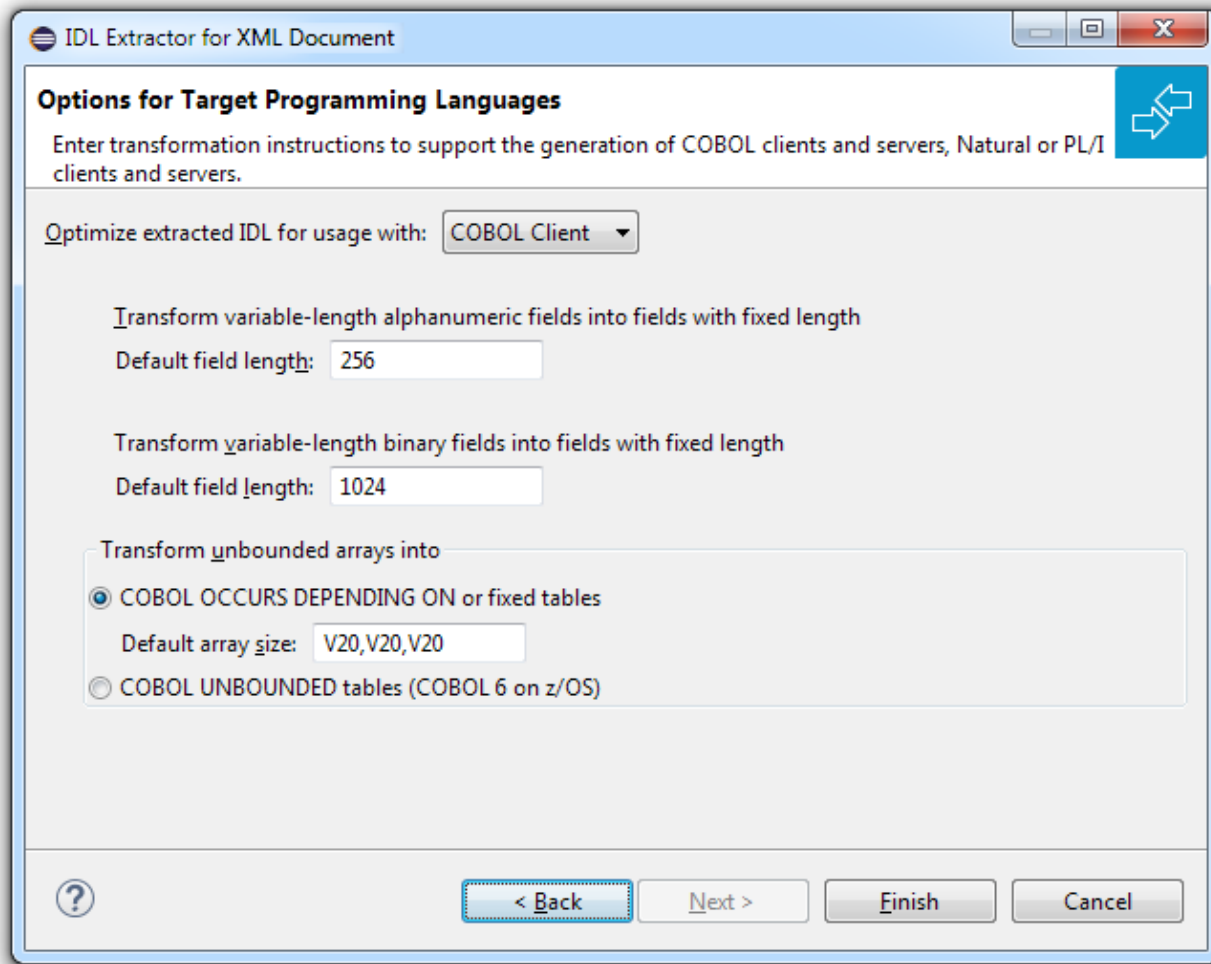 IDL Extractor for XML Document
Options for Target Programming Languages
Enter transformation instructions to support the generation of COBOL clients and servers, Natural or PL/I
clients and servers.
Optimize extracted IDL for usage with: COBOL Client
Transform variable-length alphanumeric fields into fields with fixed length
Default field length: 256
Transform variable-length binary fields into fields with fixed length
Default field length: 1024
Transform unbounded arrays into
COBOL OCCURS DEPENDING ON or fixed tables
Default array size: V20,V20,V20
COBOL UNBOUNDED tables (COBOL 6 on z/OS)
? < Back Next > Finish Cancel